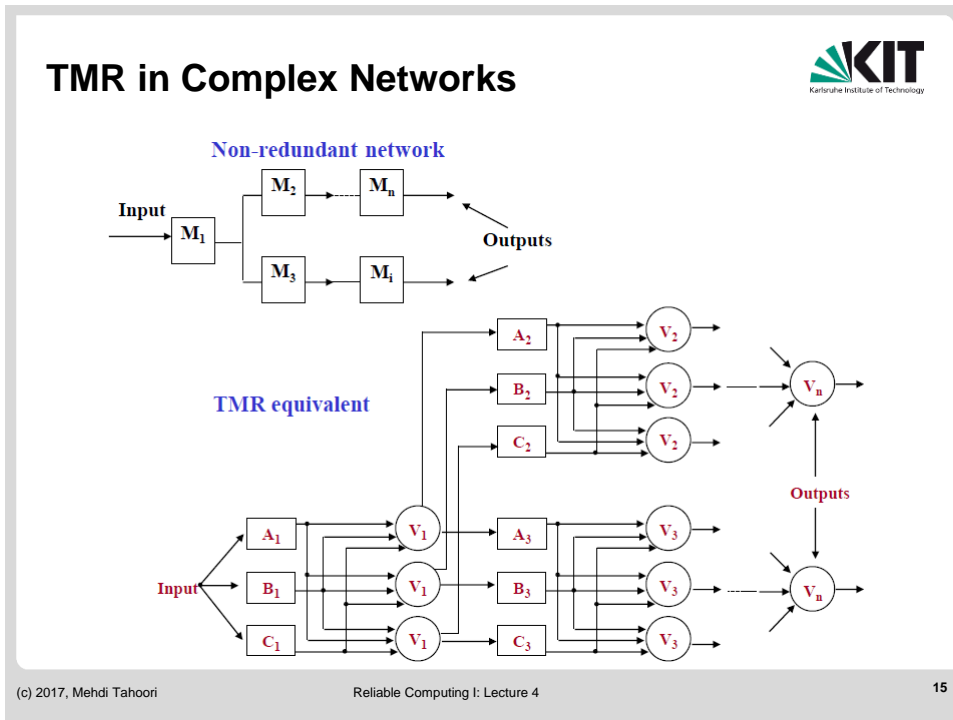 TMR in Complex Networks
KIT
Karlsruhe Institute of Technology
Non-redundant network
M₂
Mₙ
Input
M₁
Outputs
M₃
Mᵢ
A₂
V₂
B₂
V₂
Vₙ
TMR equivalent
C₂
V₂
Outputs
A₁
V₁
A₃
V₃
Input
B₁
V₁
B₃
V₃
Vₙ
C₁
V₁
C₃
V₃
(c) 2017, Mehdi Tahoori
Reliable Computing I: Lecture 4
15